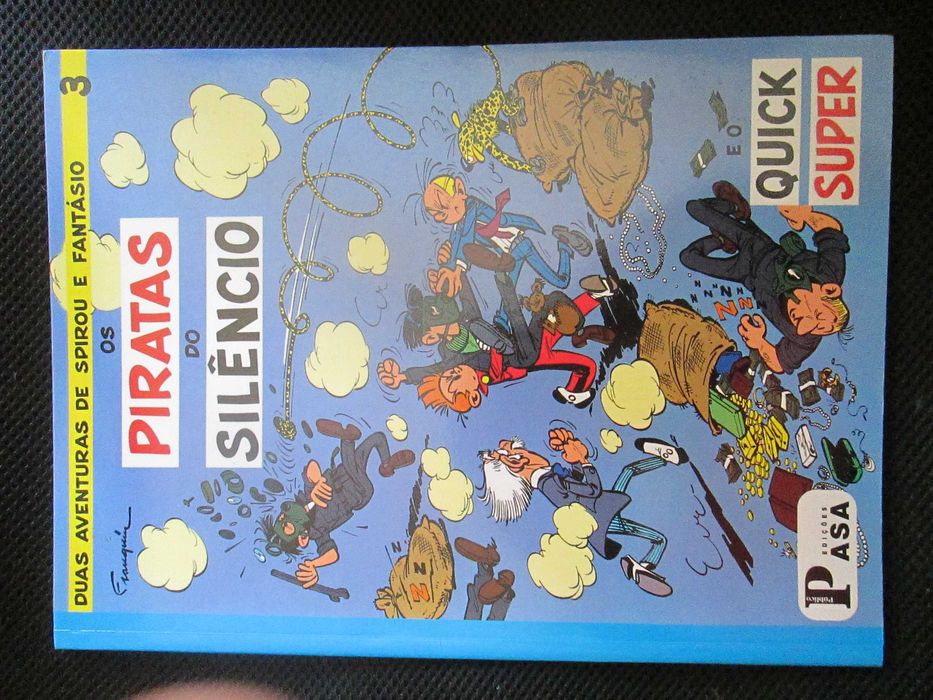 DUAS AVENTURAS DE SPIROU E FANTÁSIO 3
OS
PIRATAS
DO
SILÊNCIO
Franquin
E O
QUICK
SUPER
N N N N N N N
Z
N
N
P
Público
EDIÇÕES
ASA